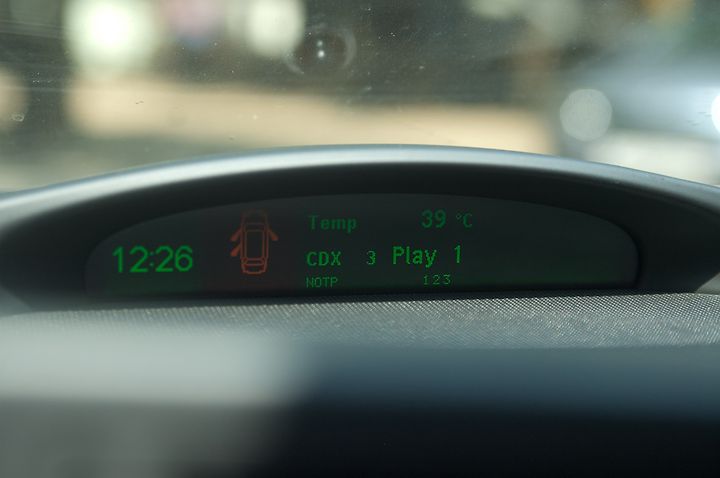 12:26
Temp 39 °C
CDX 3 Play 1
NOTP 123